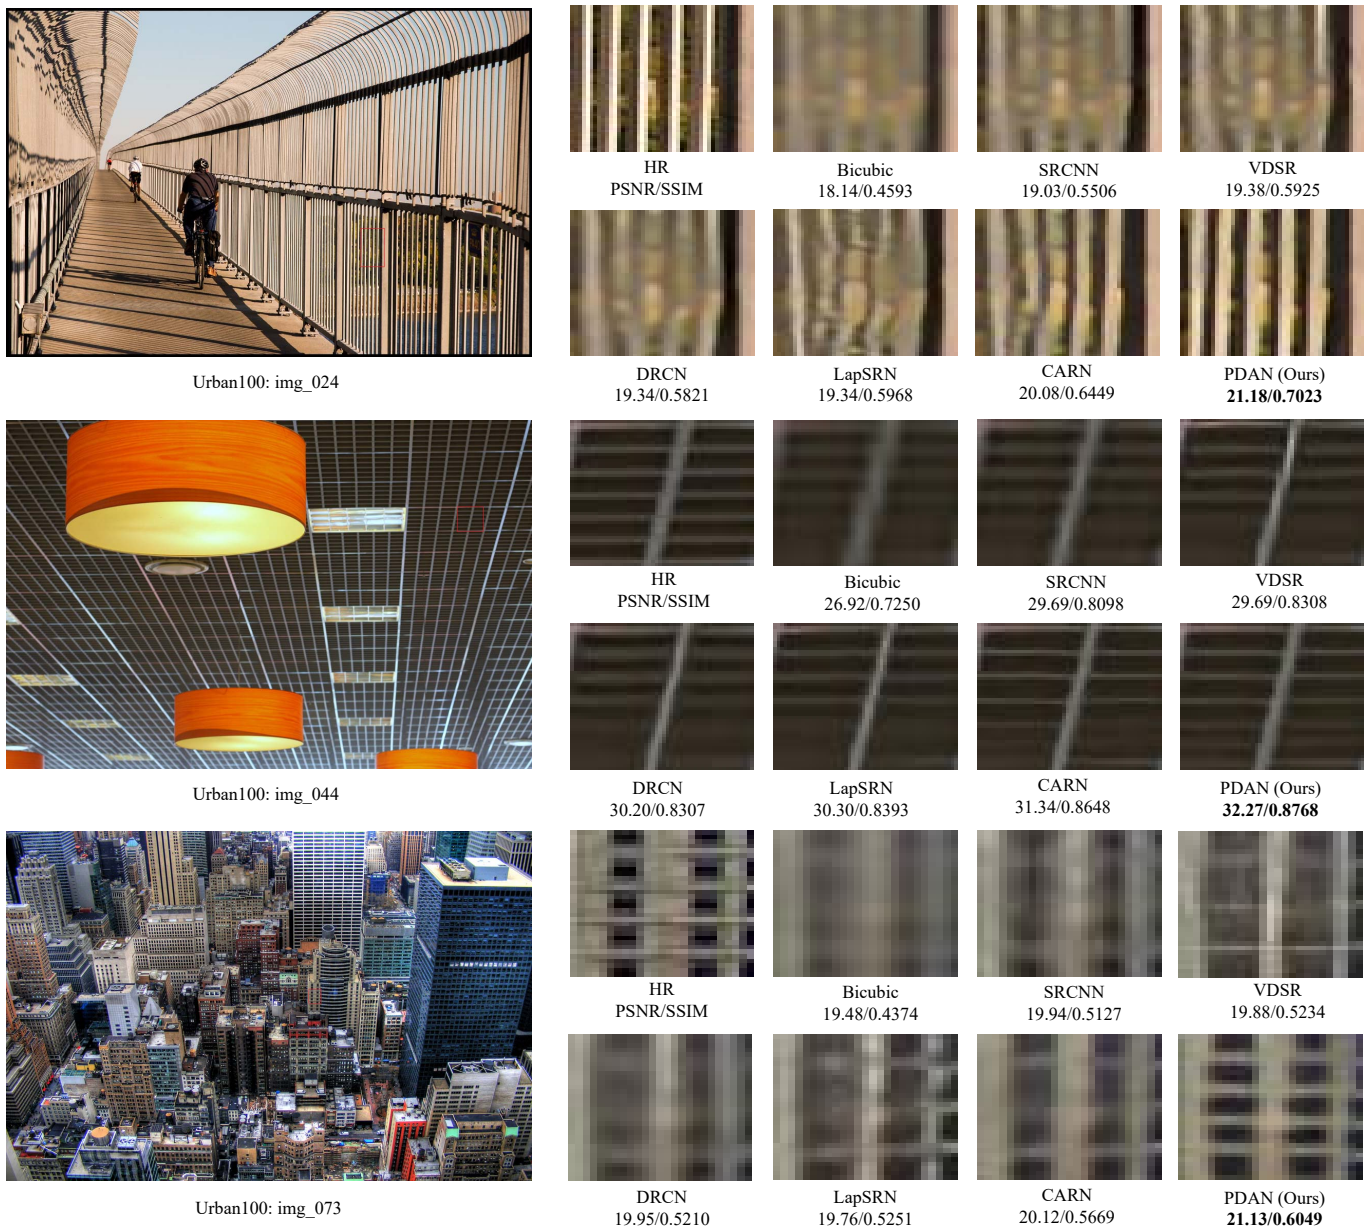 HR
PSNR/SSIM
Bicubic
18.14/0.4593
SRCNN
19.03/0.5506
VDSR
19.38/0.5925
DRCN
19.34/0.5821
LapSRN
19.34/0.5968
CARN
20.08/0.6449
PDAN (Ours)
21.18/0.7023
Urban100: img_024
HR
PSNR/SSIM
Bicubic
26.92/0.7250
SRCNN
29.69/0.8098
VDSR
29.69/0.8308
DRCN
30.20/0.8307
LapSRN
30.30/0.8393
CARN
31.34/0.8648
PDAN (Ours)
32.27/0.8768
Urban100: img_044
HR
PSNR/SSIM
Bicubic
19.48/0.4374
SRCNN
19.94/0.5127
VDSR
19.88/0.5234
DRCN
19.95/0.5210
LapSRN
19.76/0.5251
CARN
20.12/0.5669
PDAN (Ours)
21.13/0.6049
Urban100: img_073